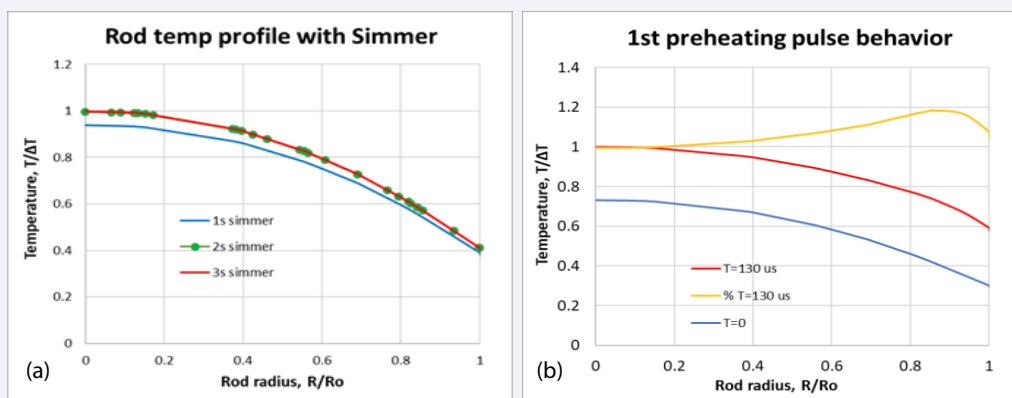 Rod temp profile with Simmer
1.2
1
0.8
0.6
0.4
0.2
0
Temperature, T/ΔT
1s simmer
2s simmer
3s simmer
0 0.2 0.4 0.6 0.8 1
Rod radius, R/Ro
(a)
1st preheating pulse behavior
1.4
1.2
1
0.8
0.6
0.4
0.2
0
Temperature, T/ΔT
T=130 us
% T=130 us
T=0
0 0.2 0.4 0.6 0.8 1
Rod radius, R/Ro
(b)